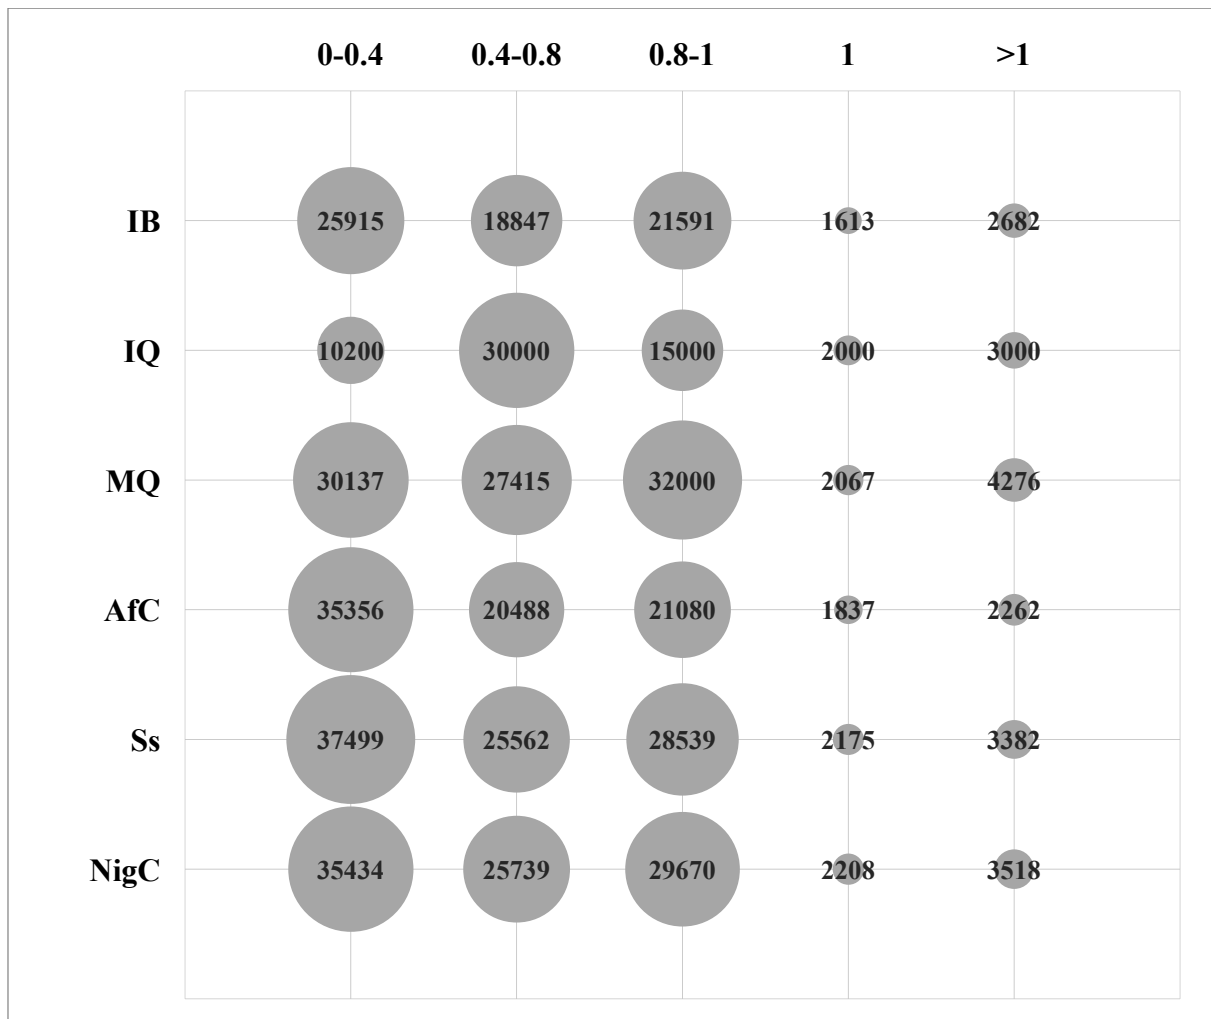 0-0.4 0.4-0.8 0.8-1 1 >1
IB 25915 18847 21591 1613 2682
IQ 10200 30000 15000 2000 3000
MQ 30137 27415 32000 2067 4276
AfC 35356 20488 21080 1837 2262
Ss 37499 25562 28539 2175 3382
NigC 35434 25739 29670 2208 3518